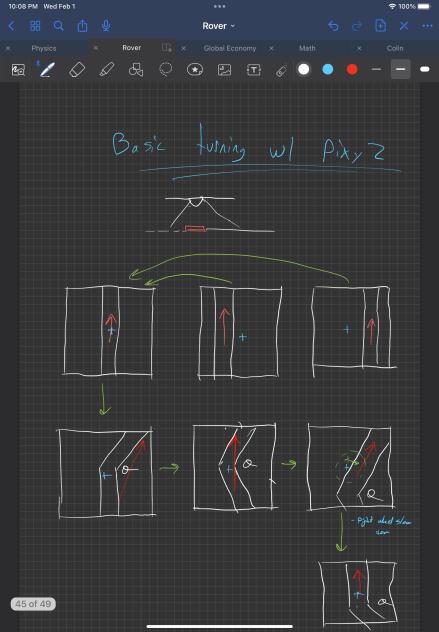 10:08 PM Wed Feb 1
100%
Rover
Physics
Rover
Global Economy
Math
Colin
Basic turning w/ Pixy 2
- Right wheel slow
45 of 49